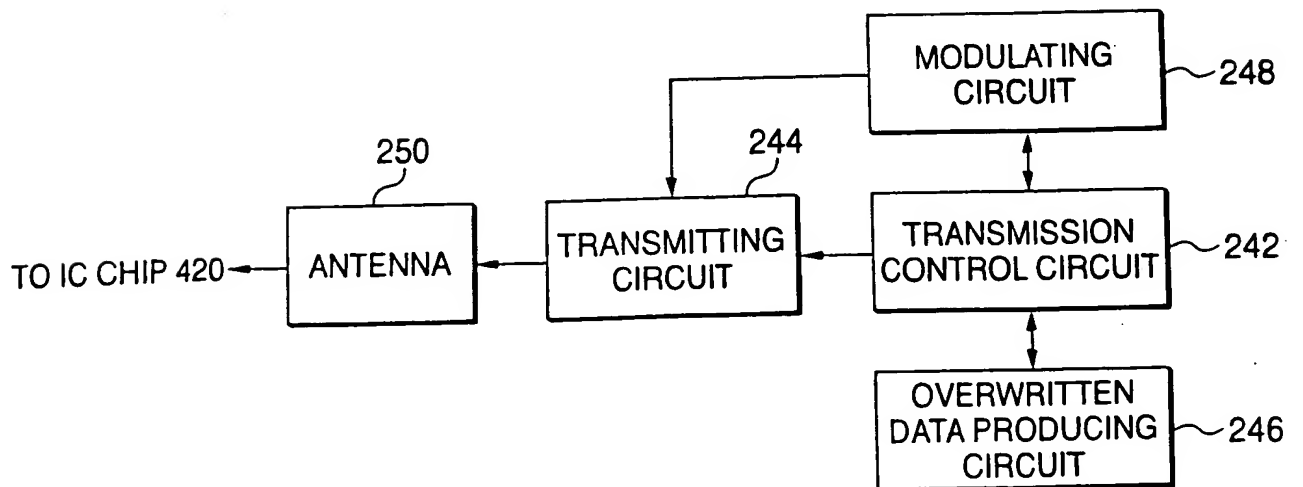 MODULATING
CIRCUIT
248
250
244
TO IC CHIP 420
ANTENNA
TRANSMITTING
CIRCUIT
TRANSMISSION
CONTROL CIRCUIT
242
OVERWRITTEN
DATA PRODUCING
CIRCUIT
246